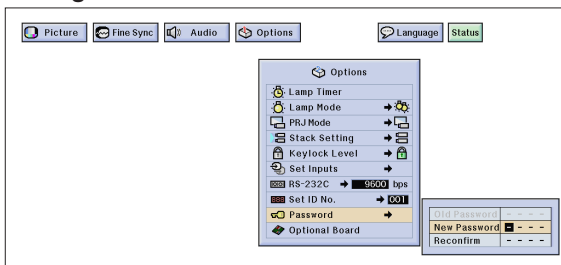 Picture Fine Sync Audio Options Language Status
Options
Lamp Timer
Lamp Mode
PRJ Mode
Stack Setting
Keylock Level
Set Inputs
RS-232C 9600 bps
Set ID No. 001
Password
Optional Board
Old Password - - - -
New Password - - - -
Reconfirm - - - -